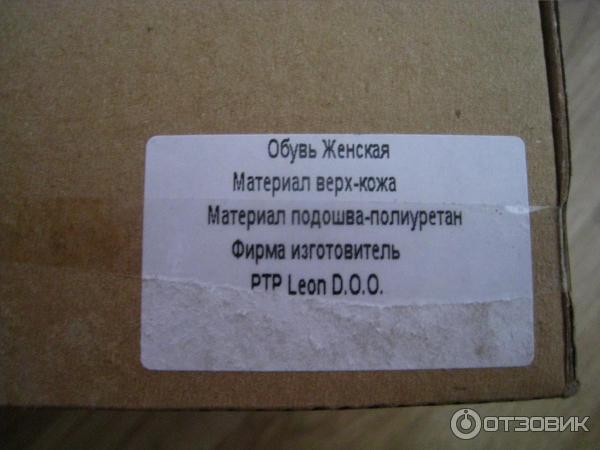 Обувь Женская
Материал верх-кожа
Материал подошва-полиуретан
Фирма изготовитель
PTP Leon D.O.O.
ОТЗОВИК